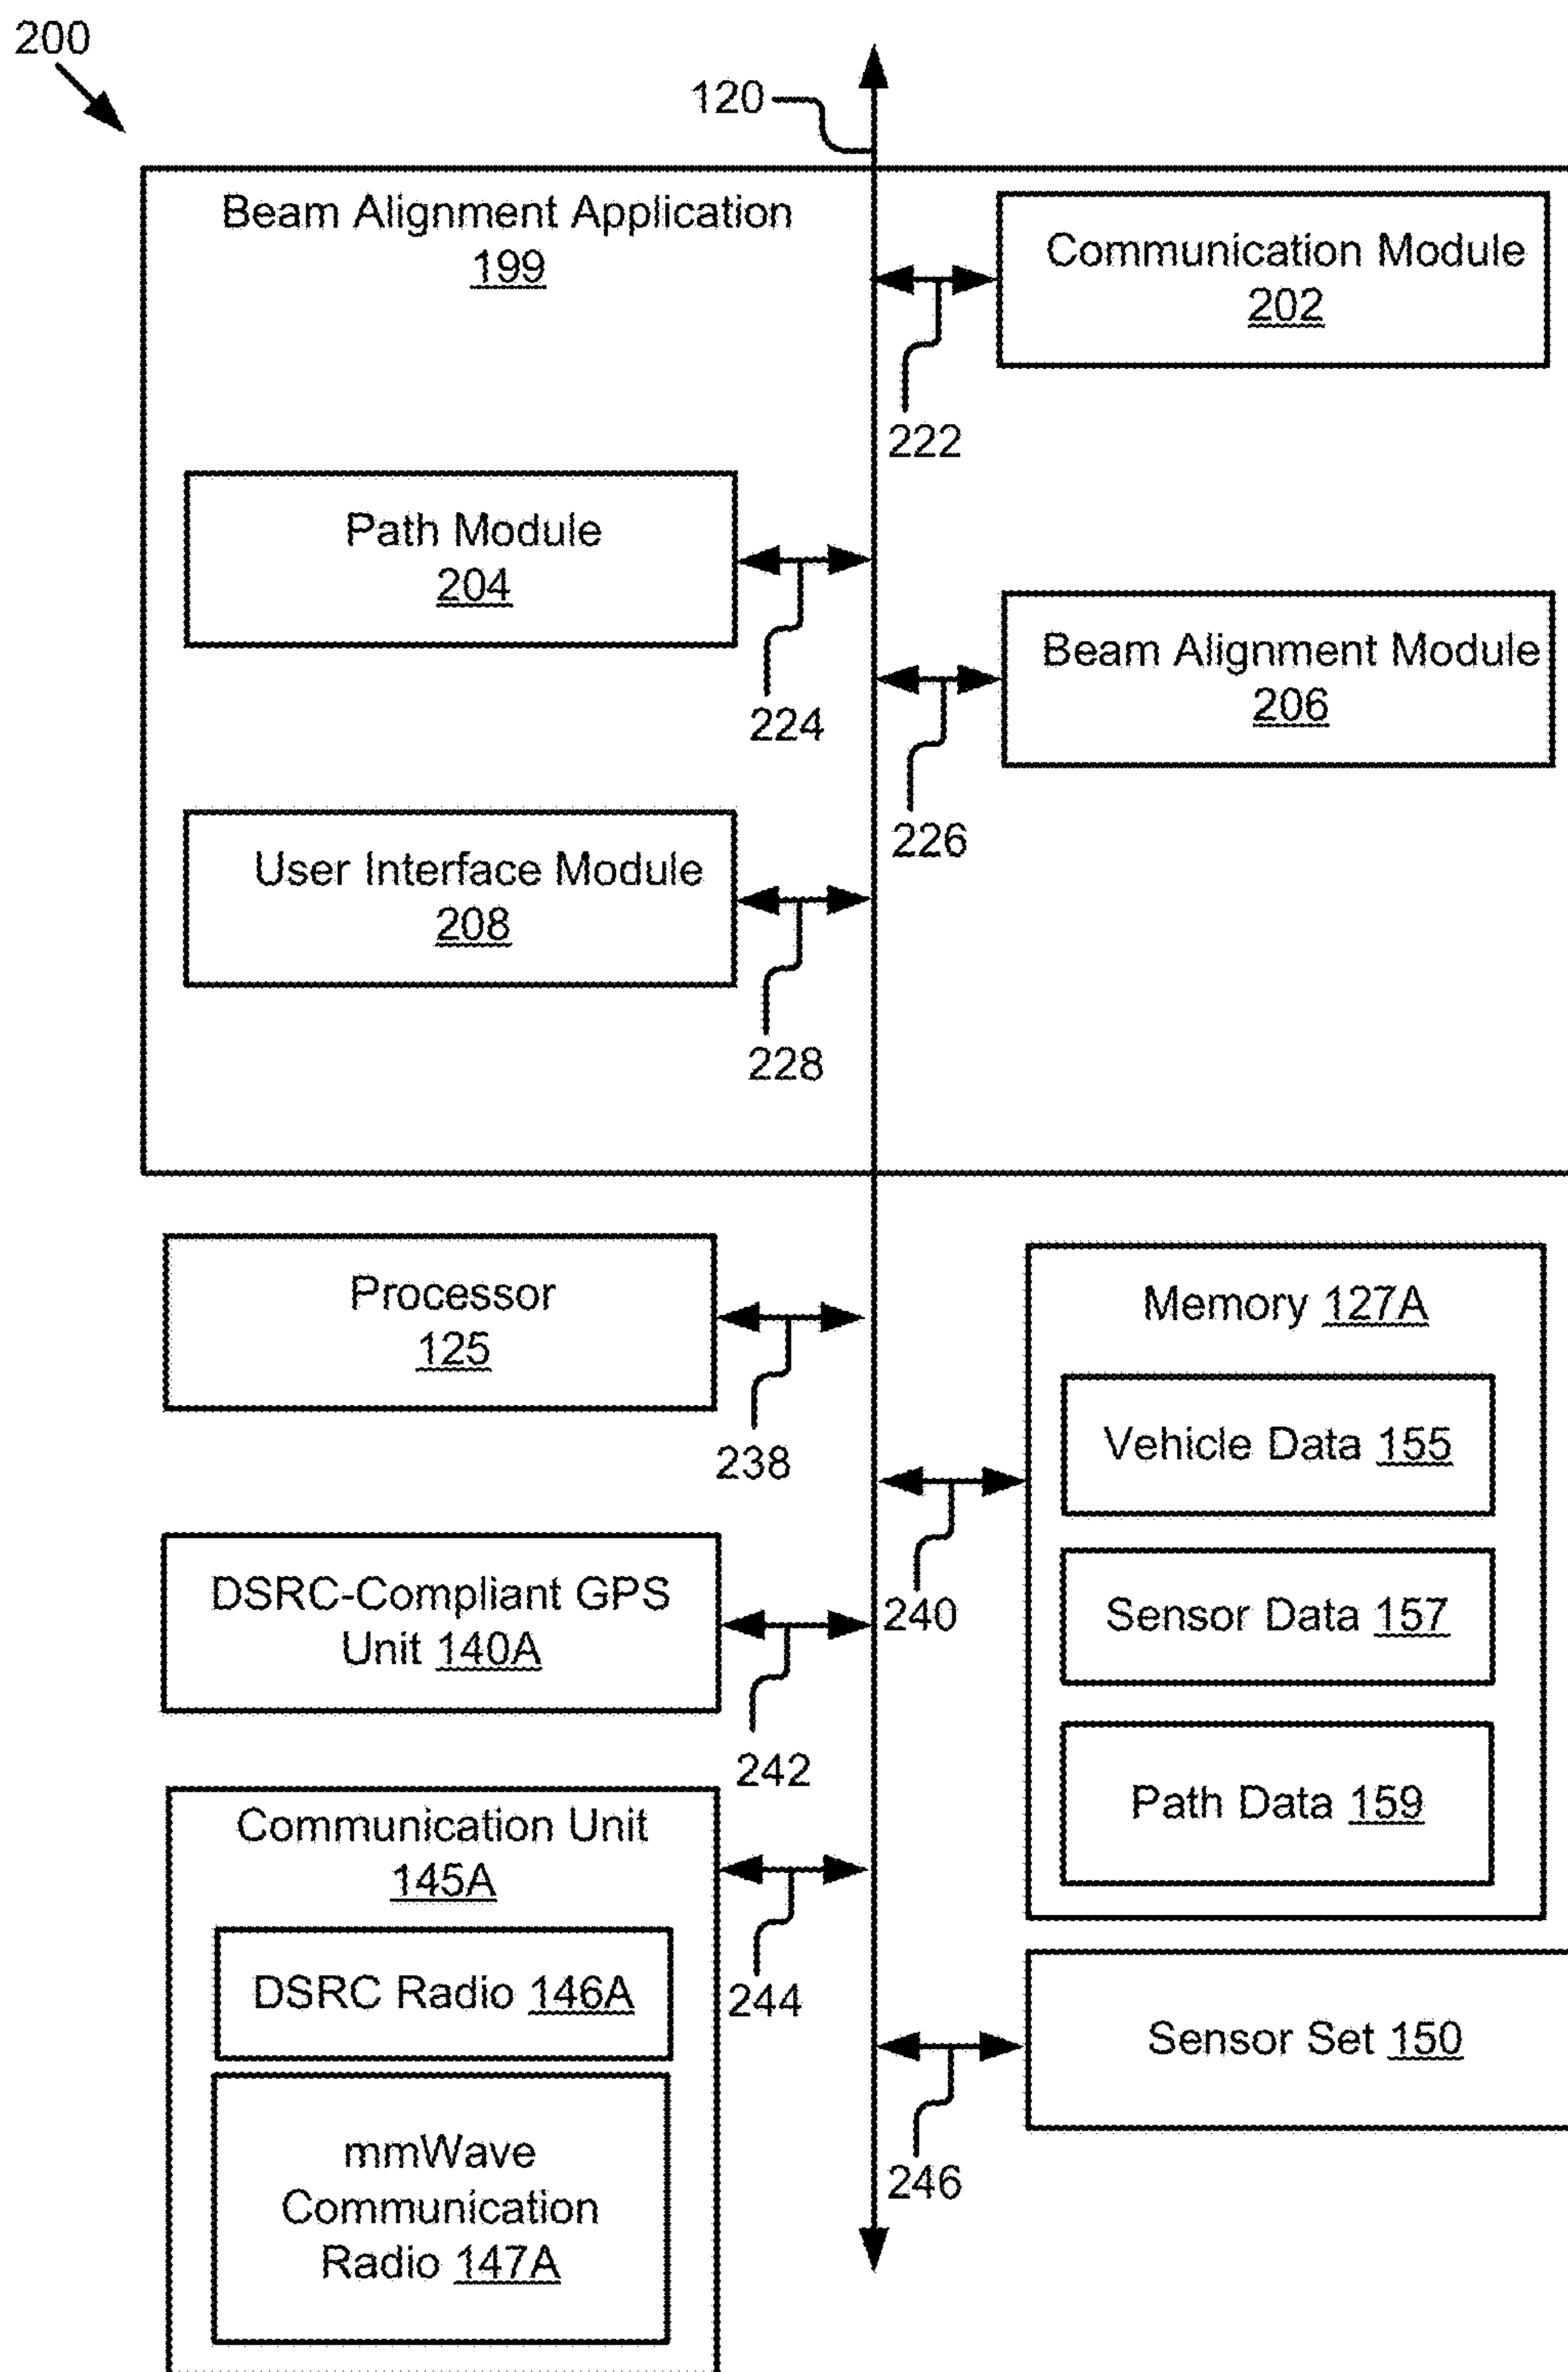 200
120
Beam Alignment Application
199
Communication Module
202
222
Path Module
204
224
Beam Alignment Module
206
226
User Interface Module
208
228
Processor
125
238
Memory 127A
Vehicle Data 155
Sensor Data 157
Path Data 159
240
DSRC-Compliant GPS
Unit 140A
242
Communication Unit
145A
DSRC Radio 146A
mmWave
Communication
Radio 147A
244
Sensor Set 150
246